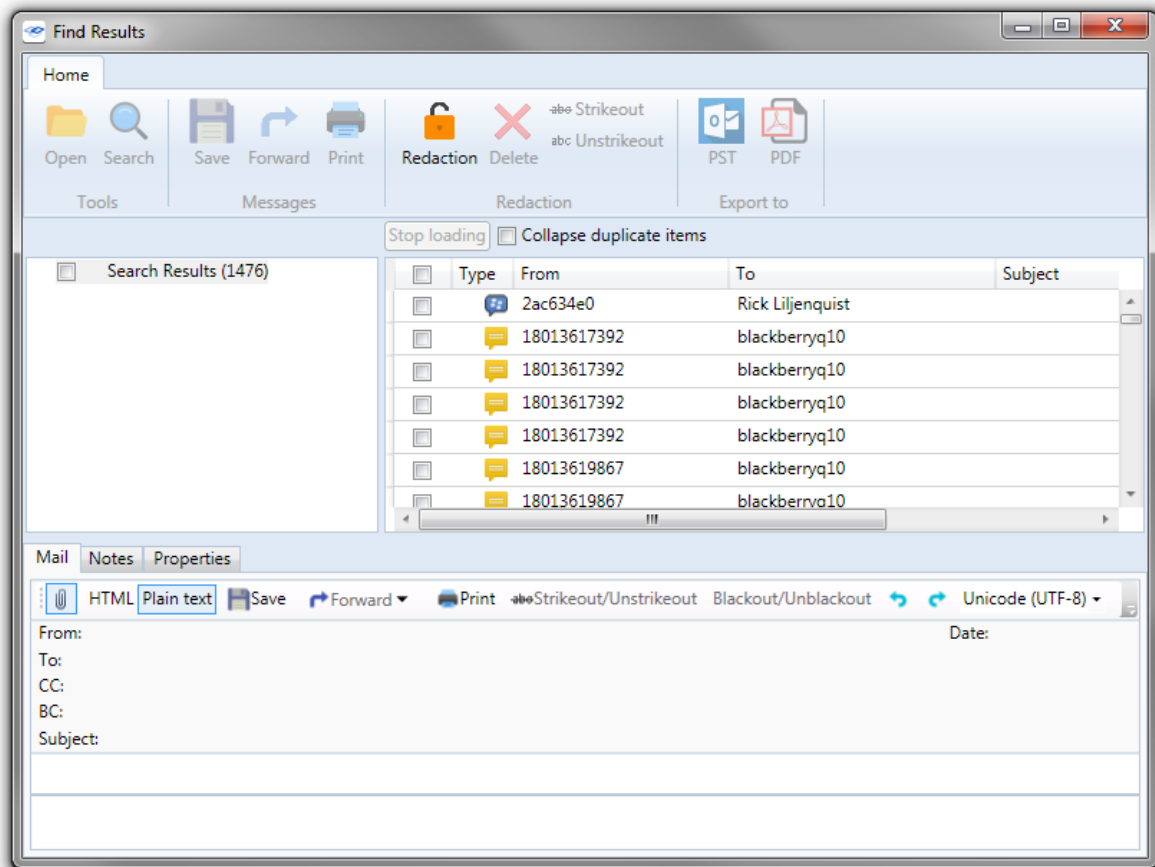 Find Results
Home
Open Search Save Forward Print Redaction Delete abc Strikeout abc Unstrikeout PST PDF
Tools Messages Redaction Export to
Stop loading Collapse duplicate items
Search Results (1476)
Type From To Subject
2ac634e0 Rick Liljenquist
18013617392 blackberryq10
18013617392 blackberryq10
18013617392 blackberryq10
18013617392 blackberryq10
18013619867 blackberryq10
18013619867 blackberryq10
Mail Notes Properties
HTML Plain text Save Forward Print abc Strikeout/Unstrikeout Blackout/Unblackout Unicode (UTF-8)
From: Date:
To:
CC:
BC:
Subject: